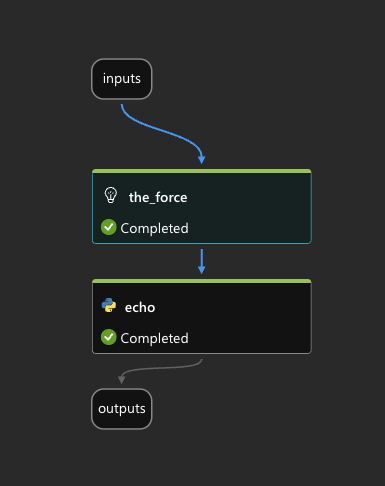 inputs
the_force
Completed
echo
Completed
outputs